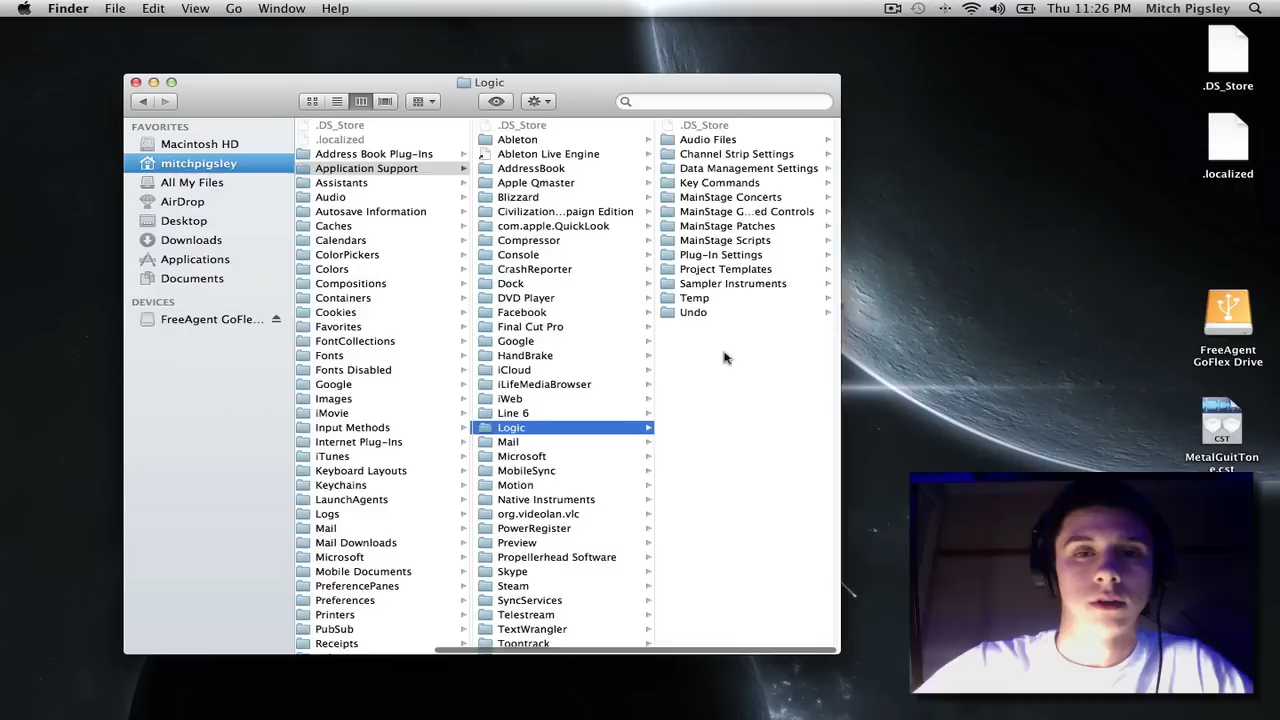 Finder File Edit View Go Window Help
Thu 11:26 PM Mitch Pigsley
Logic
FAVORITES
Macintosh HD
mitchpigsley
All My Files
AirDrop
Desktop
Downloads
Applications
Documents
DEVICES
FreeAgent GoFle...
.DS_Store
.localized
Address Book Plug-Ins
Application Support
Assistants
Audio
Autosave Information
Caches
Calendars
ColorPickers
Colors
Compositions
Containers
Cookies
Favorites
FontCollections
Fonts
Fonts Disabled
Google
Images
iMovie
Input Methods
Internet Plug-Ins
iTunes
Keyboard Layouts
Keychains
LaunchAgents
Logs
Mail
Mail Downloads
Microsoft
Mobile Documents
PreferencePanes
Preferences
Printers
PubSub
Receipts
.DS_Store
Ableton
Ableton Live Engine
AddressBook
Apple Qmaster
Blizzard
Civilization...paign Edition
com.apple.QuickLook
Compressor
Console
CrashReporter
Dock
DVD Player
Facebook
Final Cut Pro
Google
HandBrake
iCloud
iLifeMediaBrowser
iWeb
Line 6
Logic
Mail
Microsoft
MobileSync
Motion
Native Instruments
org.videolan.vlc
PowerRegister
Preview
Propellerhead Software
Skype
Steam
SyncServices
Telestream
TextWrangler
Toontrack
.DS_Store
Audio Files
Channel Strip Settings
Data Management Settings
Key Commands
MainStage Concerts
MainStage G...ed Controls
MainStage Patches
MainStage Scripts
Plug-In Settings
Project Templates
Sampler Instruments
Temp
Undo
.DS_Store
.localized
FreeAgent
GoFlex Drive
CST
MetalGuitTon
e.cst